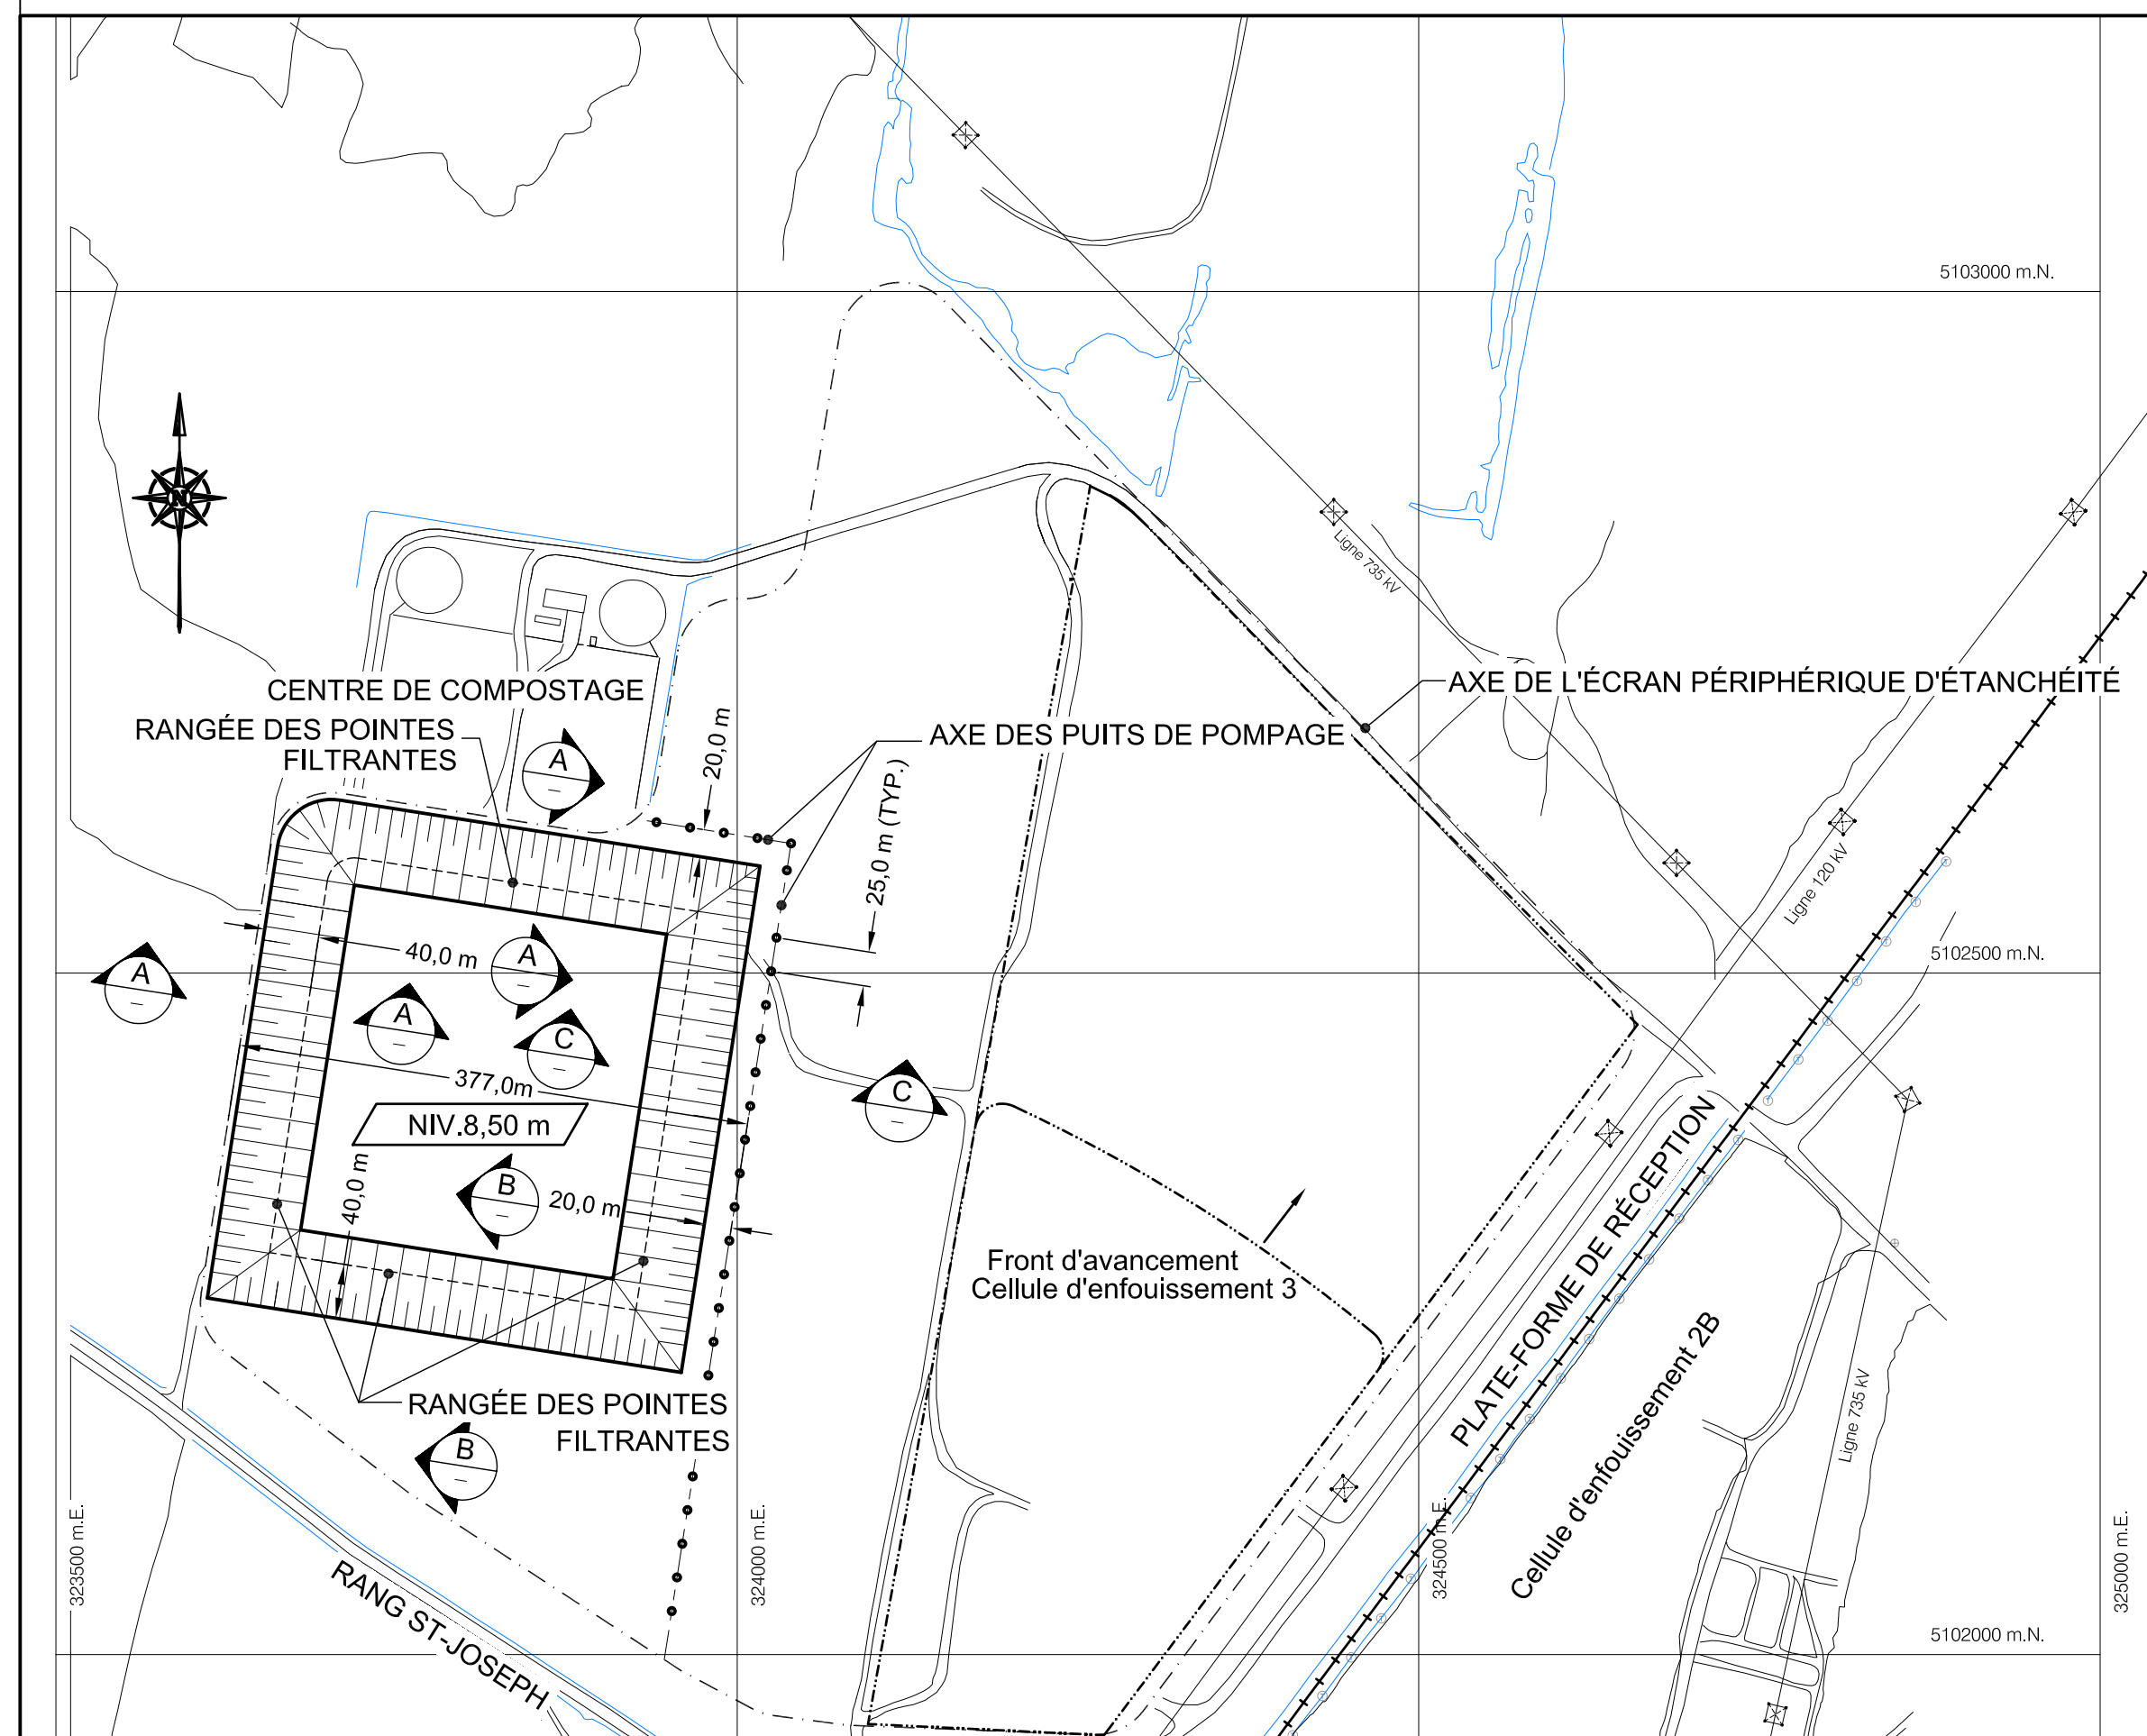 5103000 m.N.
N
Ligne 735 kV
CENTRE DE COMPOSTAGE
AXE DE L'ÉCRAN PÉRIPHÉRIQUE D'ÉTANCHÉITÉ
RANGÉE DES POINTES
FILTRANTES
20,0 m
AXE DES PUITS DE POMPAGE
A
–
25,0 m (TYP.)
Ligne 120 kV
40,0 m
A
–
A
–
5102500 m.N.
A
–
C
–
377,0m
C
–
NIV.8,50 m
40,0 m
B
–
20,0 m
Front d'avancement
Cellule d'enfouissement 3
PLATE-FORME DE RÉCEPTION
Cellule d'enfouissement 2B
Ligne 735 kV
RANGÉE DES POINTES
FILTRANTES
B
–
323500 m.E.
324000 m.E.
324500 m.E.
325000 m.E.
RANG ST-JOSEPH
5102000 m.N.